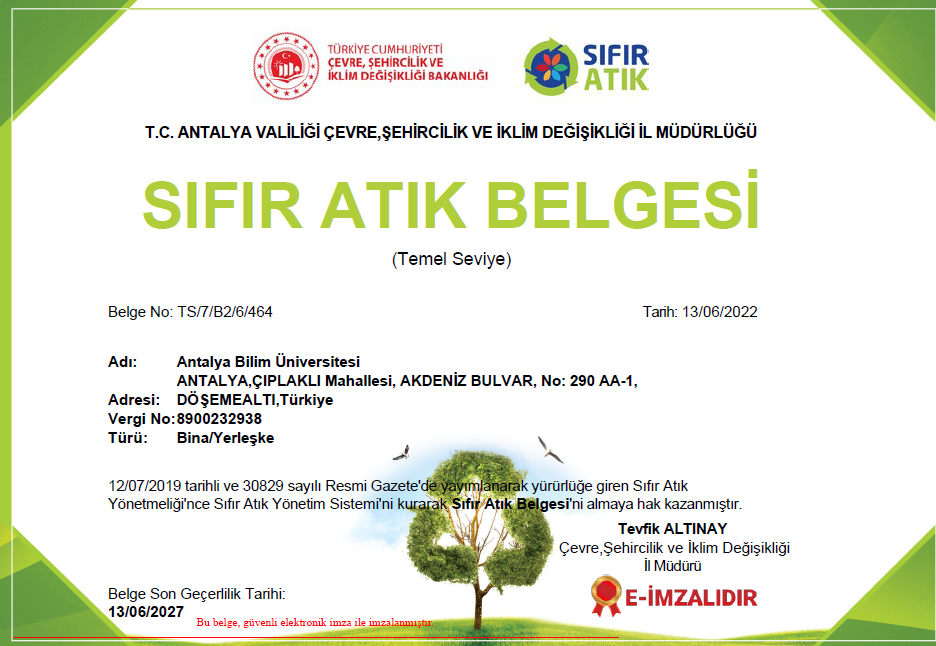 TÜRKİYE CUMHURİYETİ
ÇEVRE, ŞEHİRCİLİK VE
İKLİM DEĞİŞİKLİĞİ BAKANLIĞI
SIFIR
ATIK
T.C. ANTALYA VALİLİĞİ ÇEVRE,ŞEHİRCİLİK VE İKLİM DEĞİŞİKLİĞİ İL MÜDÜRLÜĞÜ
SIFIR ATIK BELGESİ
(Temel Seviye)
Belge No: TS/7/B2/6/464 Tarih: 13/06/2022
Adı: Antalya Bilim Üniversitesi
ANTALYA,ÇIPLAKLI Mahallesi, AKDENİZ BULVAR, No: 290 AA-1,
Adresi: DÖŞEMEALTI,Türkiye
Vergi No:8900232938
Türü: Bina/Yerleşke
12/07/2019 tarihli ve 30829 sayılı Resmi Gazete'de yayımlanarak yürürlüğe giren Sıfır Atık
Yönetmeliği'nce Sıfır Atık Yönetim Sistemi'ni kurarak Sıfır Atık Belgesi'ni almaya hak kazanmıştır.
Tevfik ALTINAY
Çevre,Şehircilik ve İklim Değişikliği
İl Müdürü
E-İMZALIDIR
Belge Son Geçerlilik Tarihi:
13/06/2027
Bu belge, güvenli elektronik imza ile imzalanmıştır.